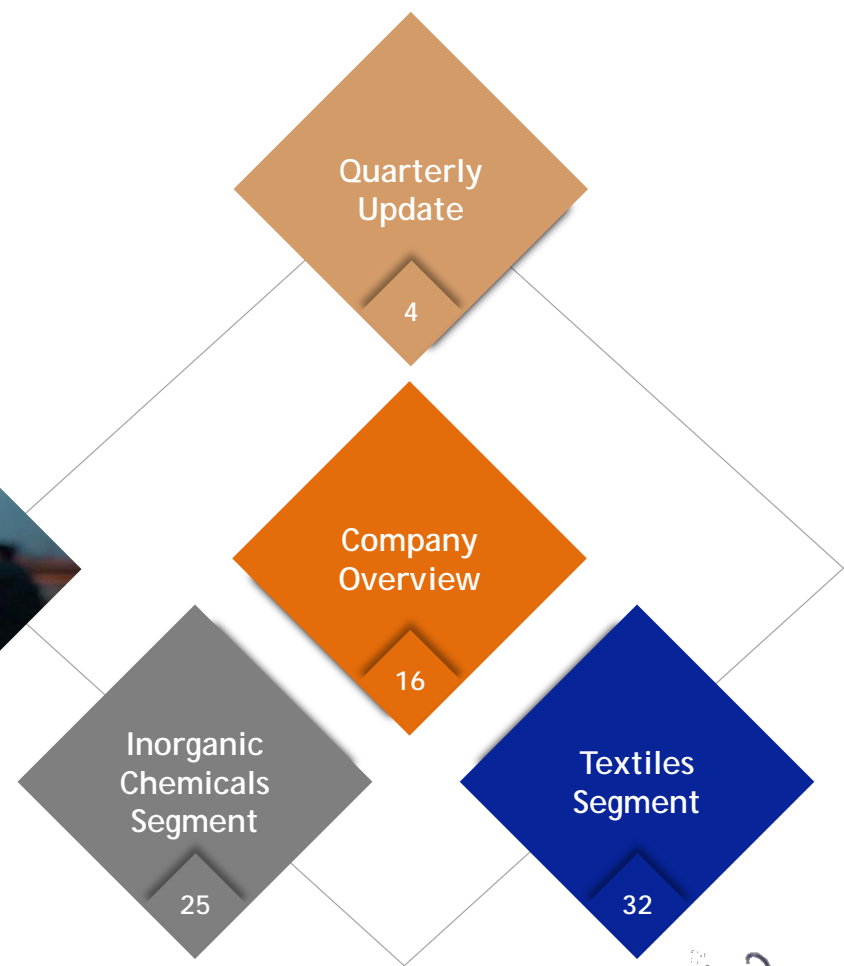 Quarterly
Update
4
Company
Overview
16
Inorganic
Chemicals
Segment
25
Textiles
Segment
32